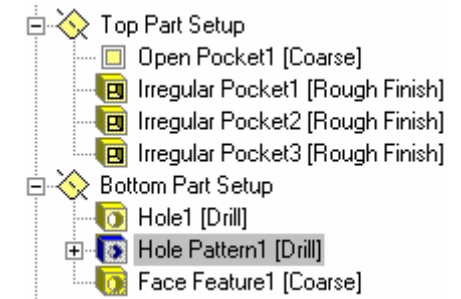 Top Part Setup
Open Pocket1 [Coarse]
Irregular Pocket1 [Rough Finish]
Irregular Pocket2 [Rough Finish]
Irregular Pocket3 [Rough Finish]
Bottom Part Setup
Hole1 [Drill]
Hole Pattern1 [Drill]
Face Feature1 [Coarse]